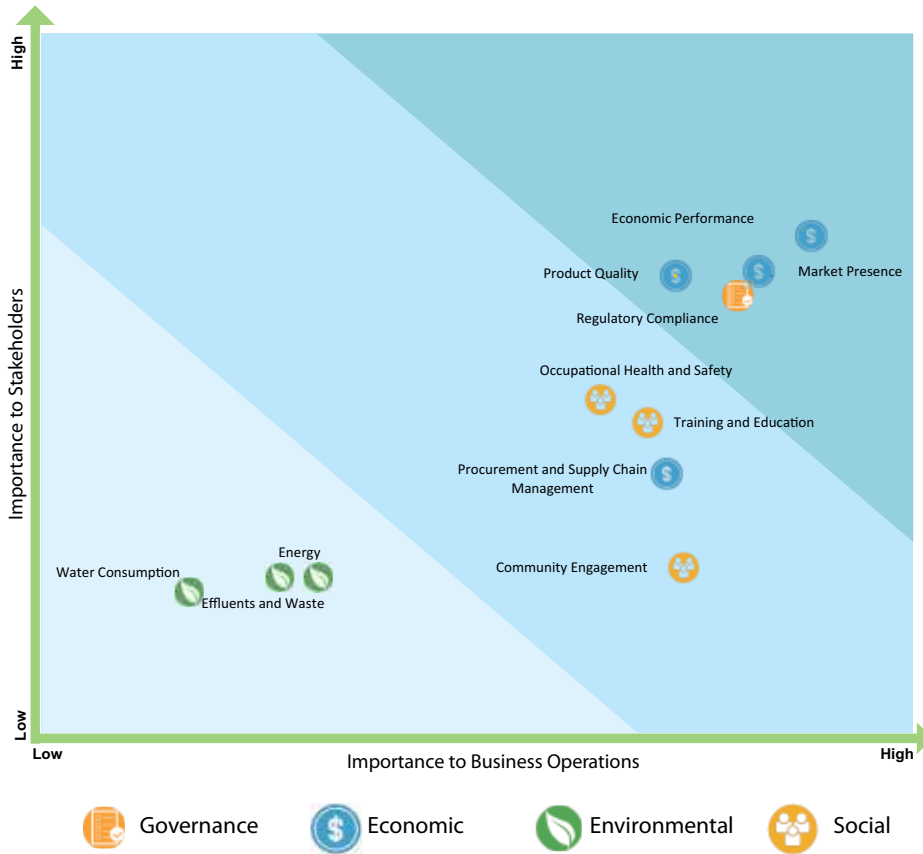 High
Importance to Stakeholders
Low
Economic Performance
Product Quality
Market Presence
Regulatory Compliance
Occupational Health and Safety
Training and Education
Procurement and Supply Chain
Management
Community Engagement
Energy
Water Consumption
Effluents and Waste
Low
Importance to Business Operations
High
Governance
Economic
Environmental
Social